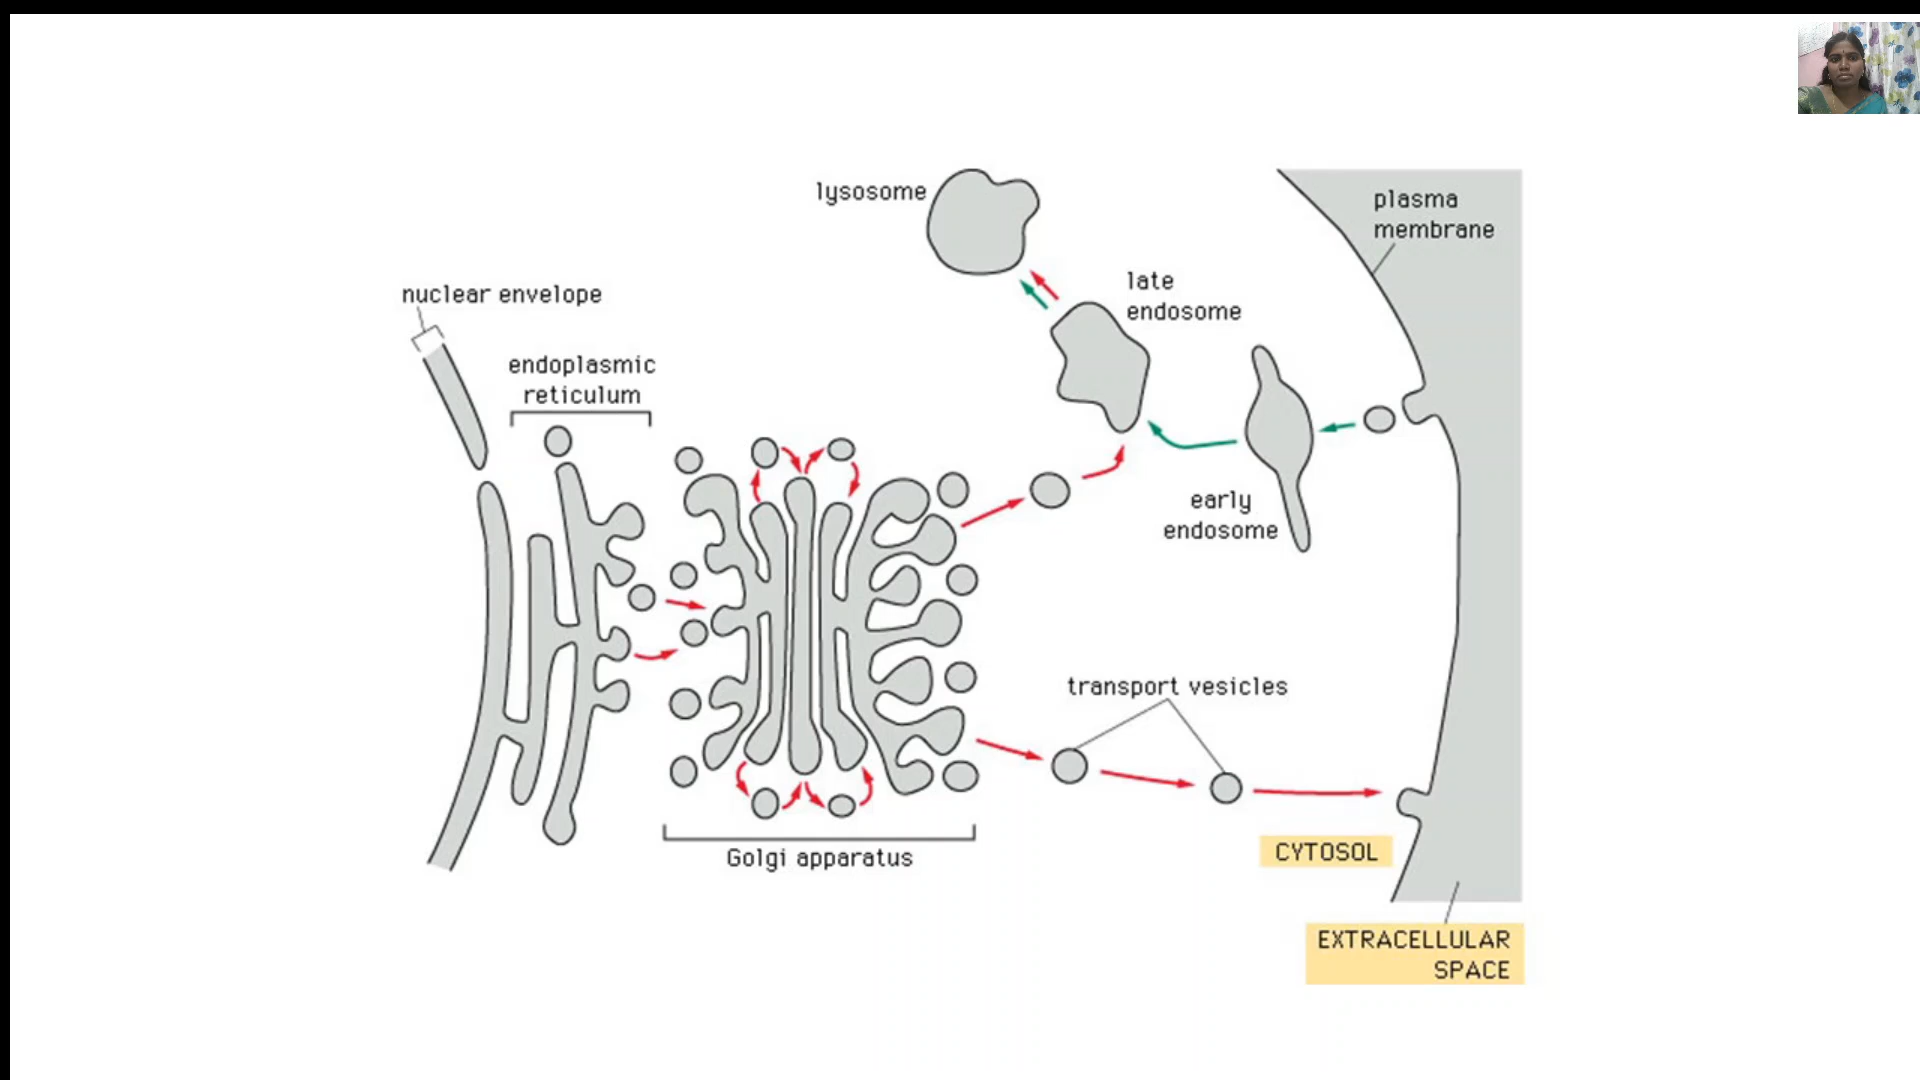 lysosome
plasma
membrane
late
endosome
nuclear envelope
endoplasmic
reticulum
early
endosome
transport vesicles
CYTOSOL
Golgi apparatus
EXTRACELLULAR
SPACE